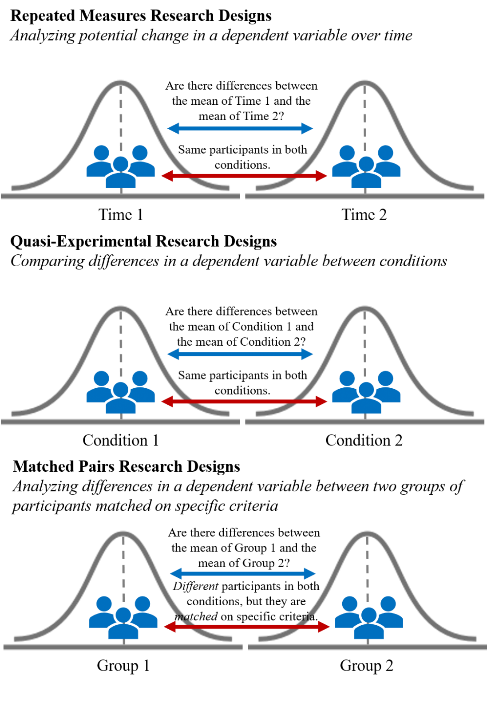 Repeated Measures Research Designs
Analyzing potential change in a dependent variable over time
Are there differences between
the mean of Time 1 and the
mean of Time 2?
Same participants in both
conditions.
Time 1
Time 2
Quasi-Experimental Research Designs
Comparing differences in a dependent variable between conditions
Are there differences between
the mean of Condition 1 and
the mean of Condition 2?
Same participants in both
conditions.
Condition 1
Condition 2
Matched Pairs Research Designs
Analyzing differences in a dependent variable between two groups of
participants matched on specific criteria
Are there differences between
the mean of Group 1 and the
mean of Group 2?
Different participants in both
conditions, but they are
matched on specific criteria.
Group 1
Group 2